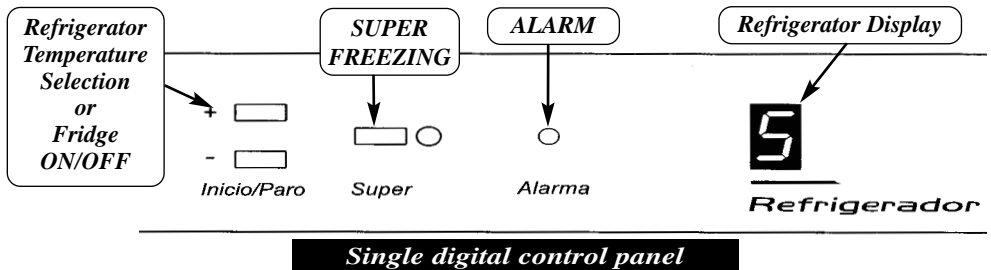 Refrigerator
Temperature
Selection
or
Fridge
ON/OFF
SUPER
FREEZING
ALARM
Refrigerator Display
+
-
Inicio/Paro
Super
Alarma
5
Refrigerador
Single digital control panel